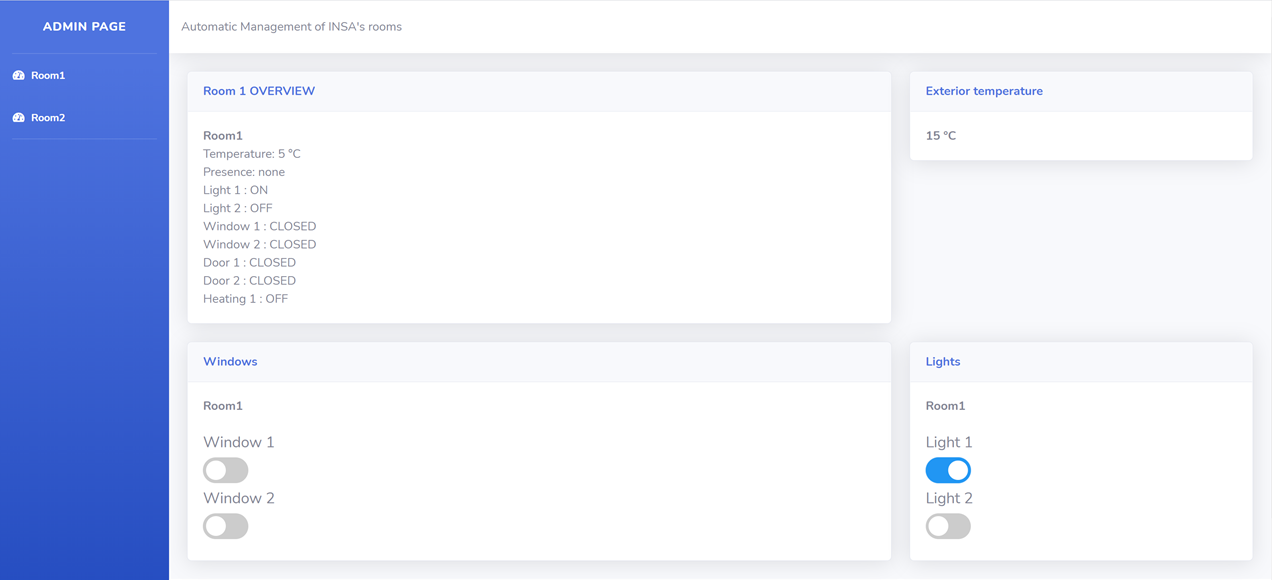 ADMIN PAGE
Room1
Room2
Automatic Management of INSA's rooms
Room 1 OVERVIEW
Room1
Temperature: 5 °C
Presence: none
Light 1 : ON
Light 2 : OFF
Window 1 : CLOSED
Window 2 : CLOSED
Door 1 : CLOSED
Door 2 : CLOSED
Heating 1 : OFF
Exterior temperature
15 °C
Windows
Room1
Window 1
Window 2
Lights
Room1
Light 1
Light 2